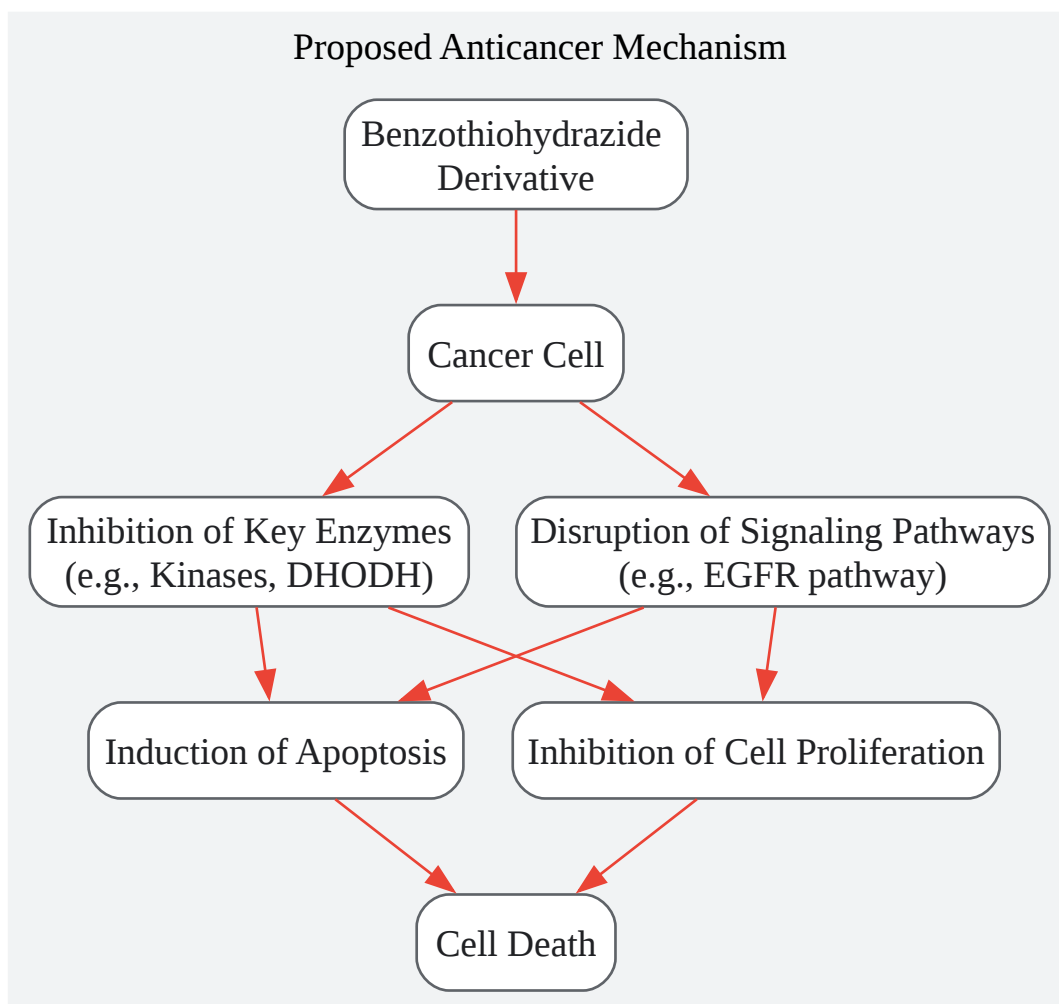 Proposed Anticancer Mechanism
Benzothiohydrazide
Derivative
Cancer Cell
Inhibition of Key Enzymes
(e.g., Kinases, DHODH)
Disruption of Signaling Pathways
(e.g., EGFR pathway)
Induction of Apoptosis
Inhibition of Cell Proliferation
Cell Death